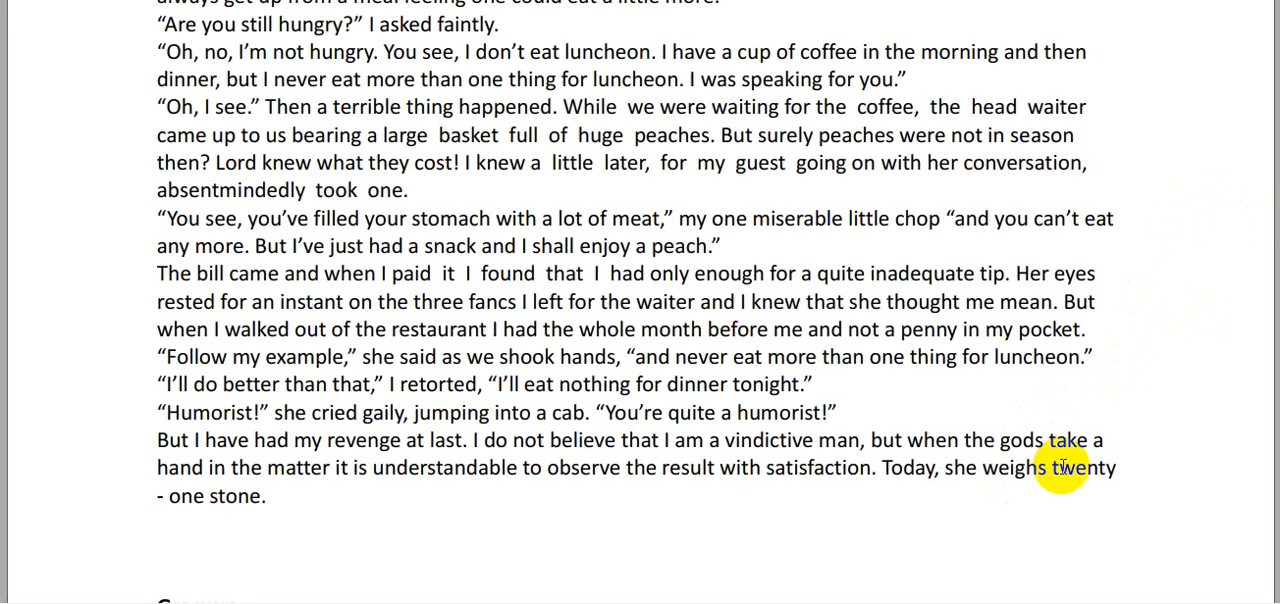 “Are you still hungry?” I asked faintly.
“Oh, no, I’m not hungry. You see, I don’t eat luncheon. I have a cup of coffee in the morning and then
dinner, but I never eat more than one thing for luncheon. I was speaking for you.”
“Oh, I see.” Then a terrible thing happened. While we were waiting for the coffee, the head waiter
came up to us bearing a large basket full of huge peaches. But surely peaches were not in season
then? Lord knew what they cost! I knew a little later, for my guest going on with her conversation,
absentmindedly took one.
“You see, you’ve filled your stomach with a lot of meat,” my one miserable little chop “and you can’t eat
any more. But I’ve just had a snack and I shall enjoy a peach.”
The bill came and when I paid it I found that I had only enough for a quite inadequate tip. Her eyes
rested for an instant on the three fancs I left for the waiter and I knew that she thought me mean. But
when I walked out of the restaurant I had the whole month before me and not a penny in my pocket.
“Follow my example,” she said as we shook hands, “and never eat more than one thing for luncheon.”
“I’ll do better than that,” I retorted, “I’ll eat nothing for dinner tonight.”
“Humorist!” she cried gaily, jumping into a cab. “You’re quite a humorist!”
But I have had my revenge at last. I do not believe that I am a vindictive man, but when the gods take a
hand in the matter it is understandable to observe the result with satisfaction. Today, she weighs twenty
- one stone.